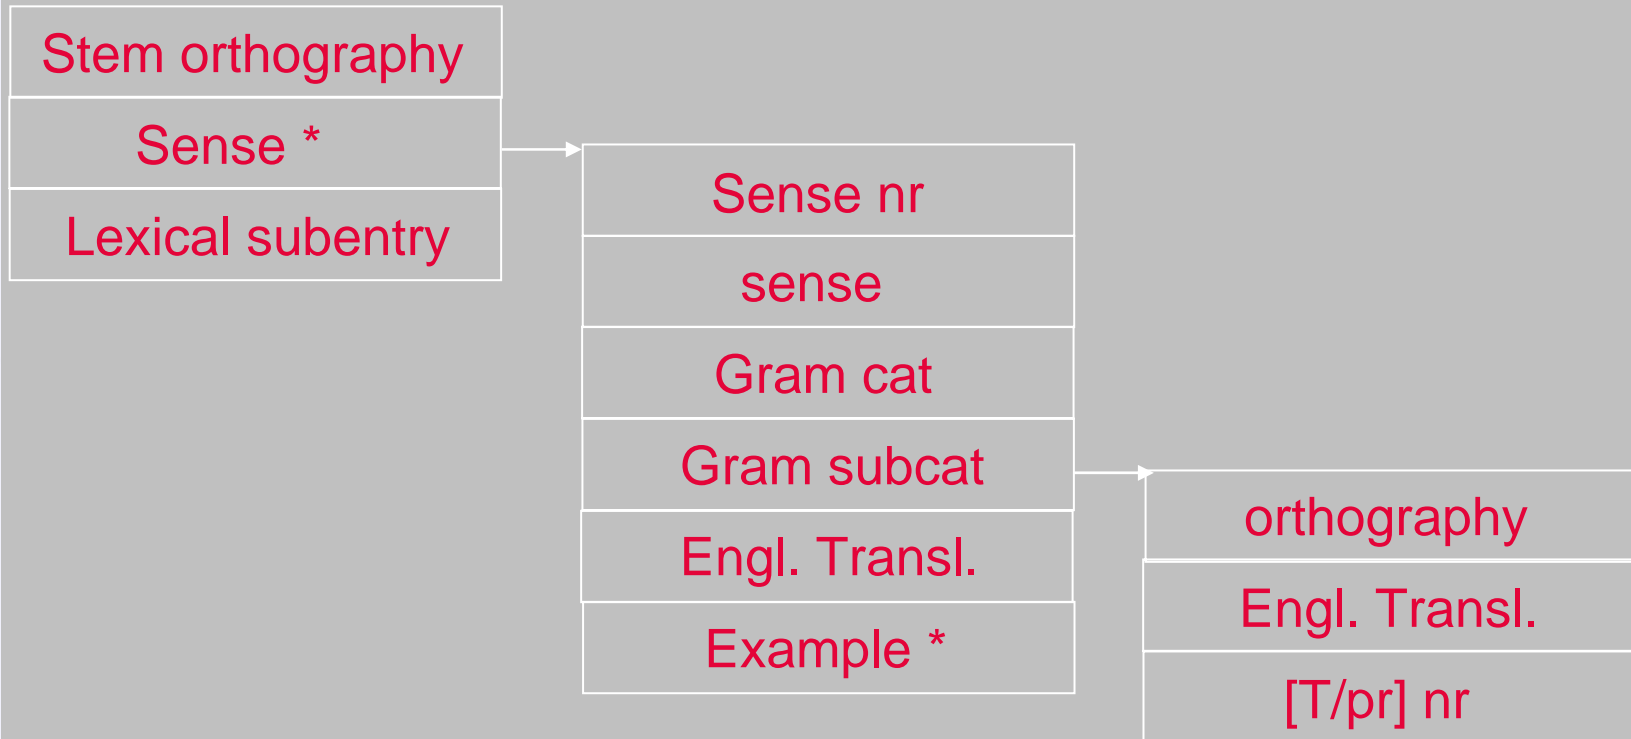 Stem orthography
Sense *
Lexical subentry
Sense nr
sense
Gram cat
Gram subcat
Engl. Transl.
Example *
orthography
Engl. Transl.
[T/pr] nr